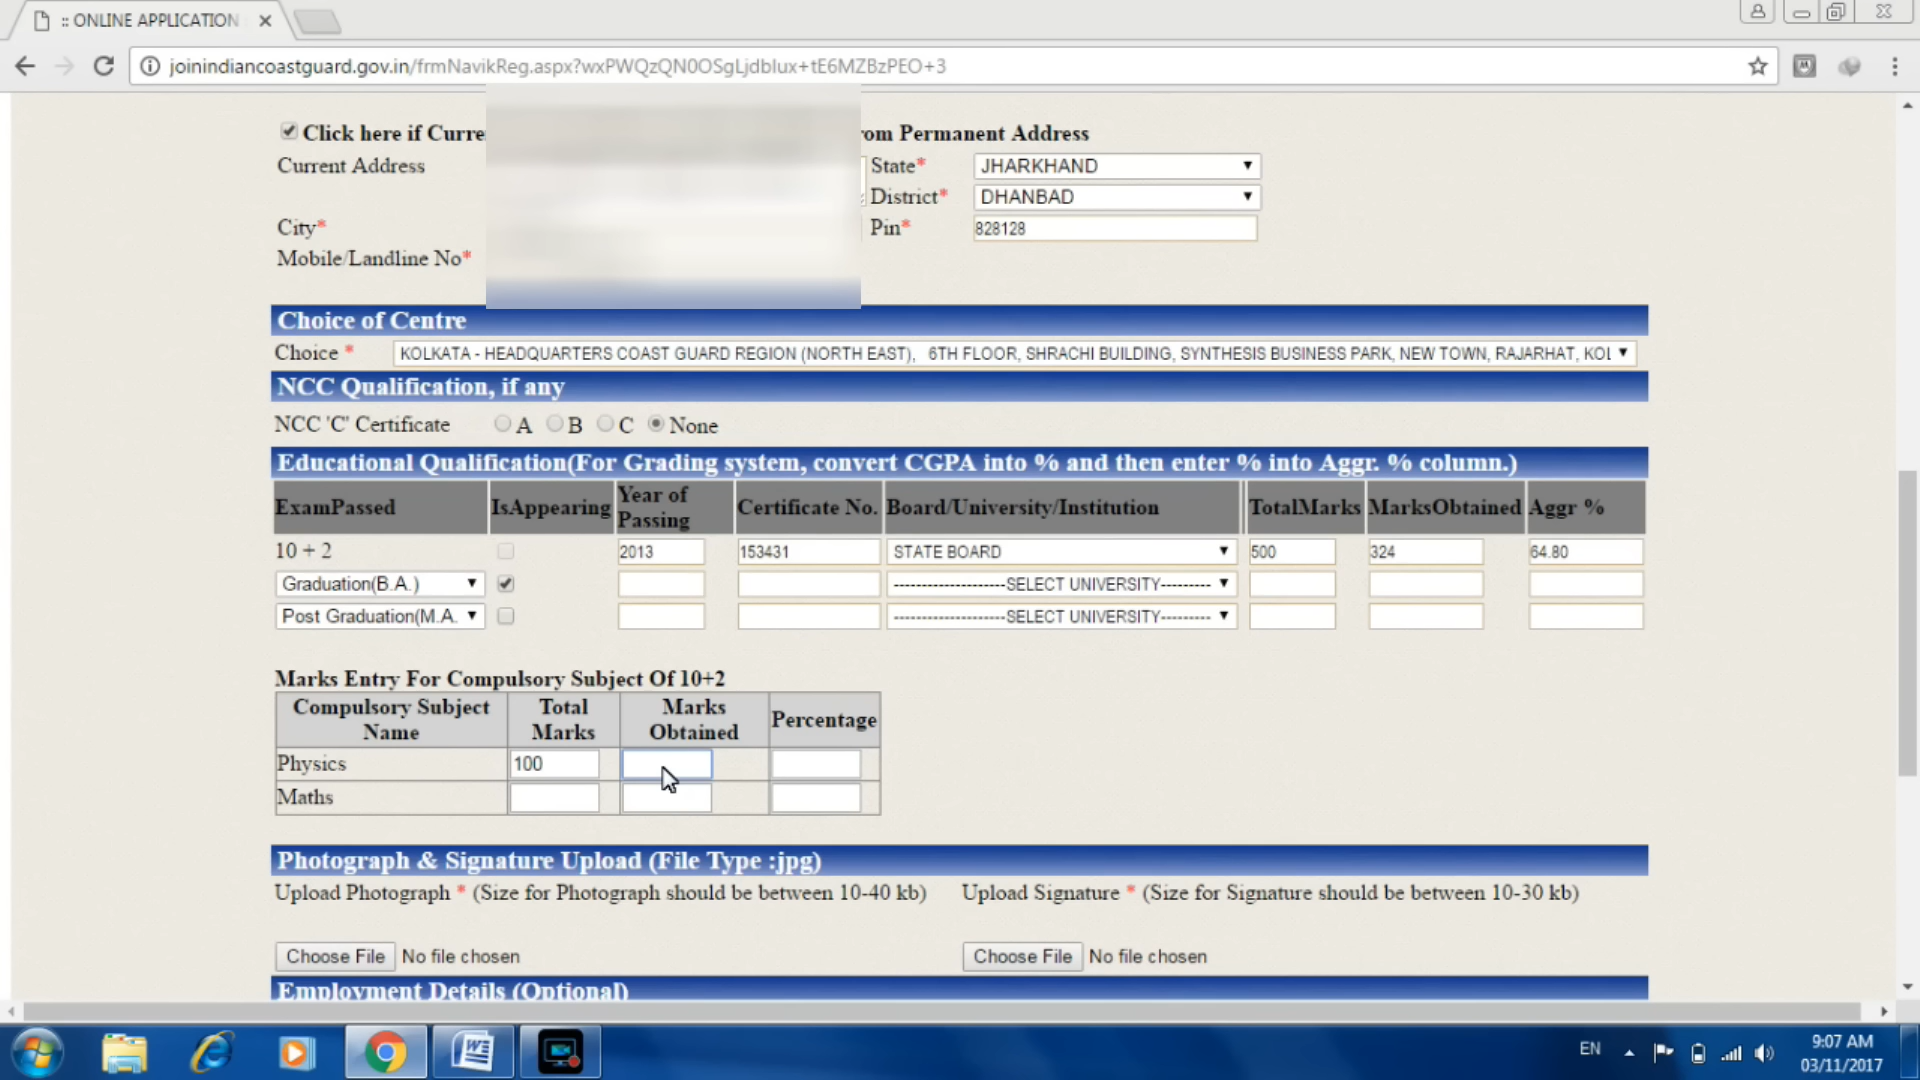 :: ONLINE APPLICATION
joinindiancoastguard.gov.in/frmNavikReg.aspx?wxPWQzQN0OSgLjdblux+tE6MZBzPEO+3
Click here if Curre om Permanent Address
Current Address State* JHARKHAND
District* DHANBAD
City* Pin* 828128
Mobile/Landline No*
Choice of Centre
Choice * KOLKATA - HEADQUARTERS COAST GUARD REGION (NORTH EAST), 6TH FLOOR, SHRACHI BUILDING, SYNTHESIS BUSINESS PARK, NEW TOWN, RAJARHAT, KOL
NCC Qualification, if any
NCC 'C' Certificate A B C None
Educational Qualification(For Grading system, convert CGPA into % and then enter % into Aggr. % column.)
ExamPassed IsAppearing Year of Passing Certificate No. Board/University/Institution TotalMarks MarksObtained Aggr %
10 + 2 2013 153431 STATE BOARD 500 324 64.80
Graduation(B.A.) --------------------SELECT UNIVERSITY---------
Post Graduation(M.A. --------------------SELECT UNIVERSITY---------
Marks Entry For Compulsory Subject Of 10+2
Compulsory Subject Name Total Marks Marks Obtained Percentage
Physics 100
Maths
Photograph & Signature Upload (File Type :jpg)
Upload Photograph * (Size for Photograph should be between 10-40 kb) Upload Signature * (Size for Signature should be between 10-30 kb)
Choose File No file chosen Choose File No file chosen
Employment Details (Optional)
EN 9:07 AM
03/11/2017